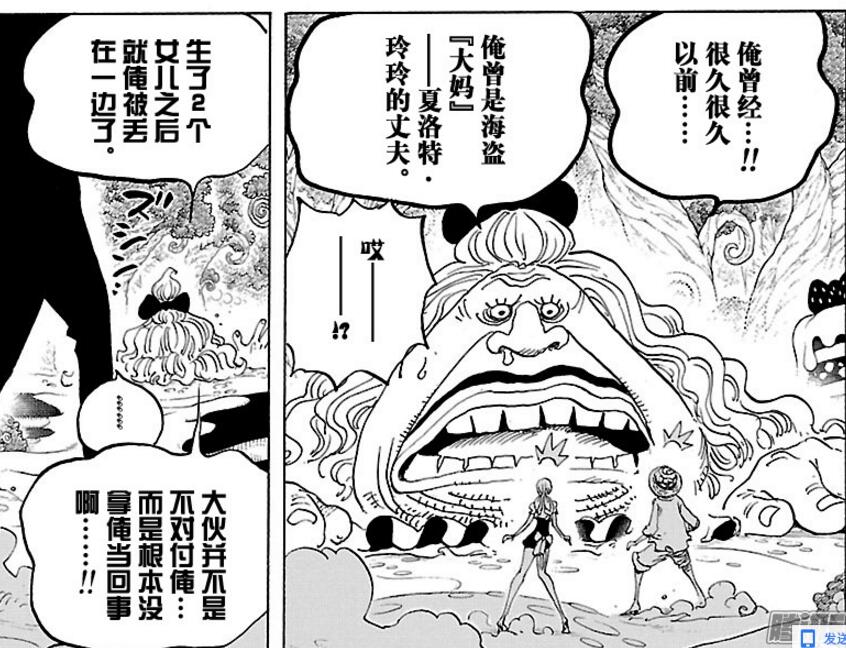 俺曾经…!!
很久很久
以前……
俺曾是海盗
『大妈』
——夏洛特·
玲玲的丈夫。
哎
——
——!?
生了2个
女儿之后
就俺被丢
在一边了。
ズシン…
……
大伙并不是
不对付俺…
而是根本没
拿俺当回事
啊……!!
发送